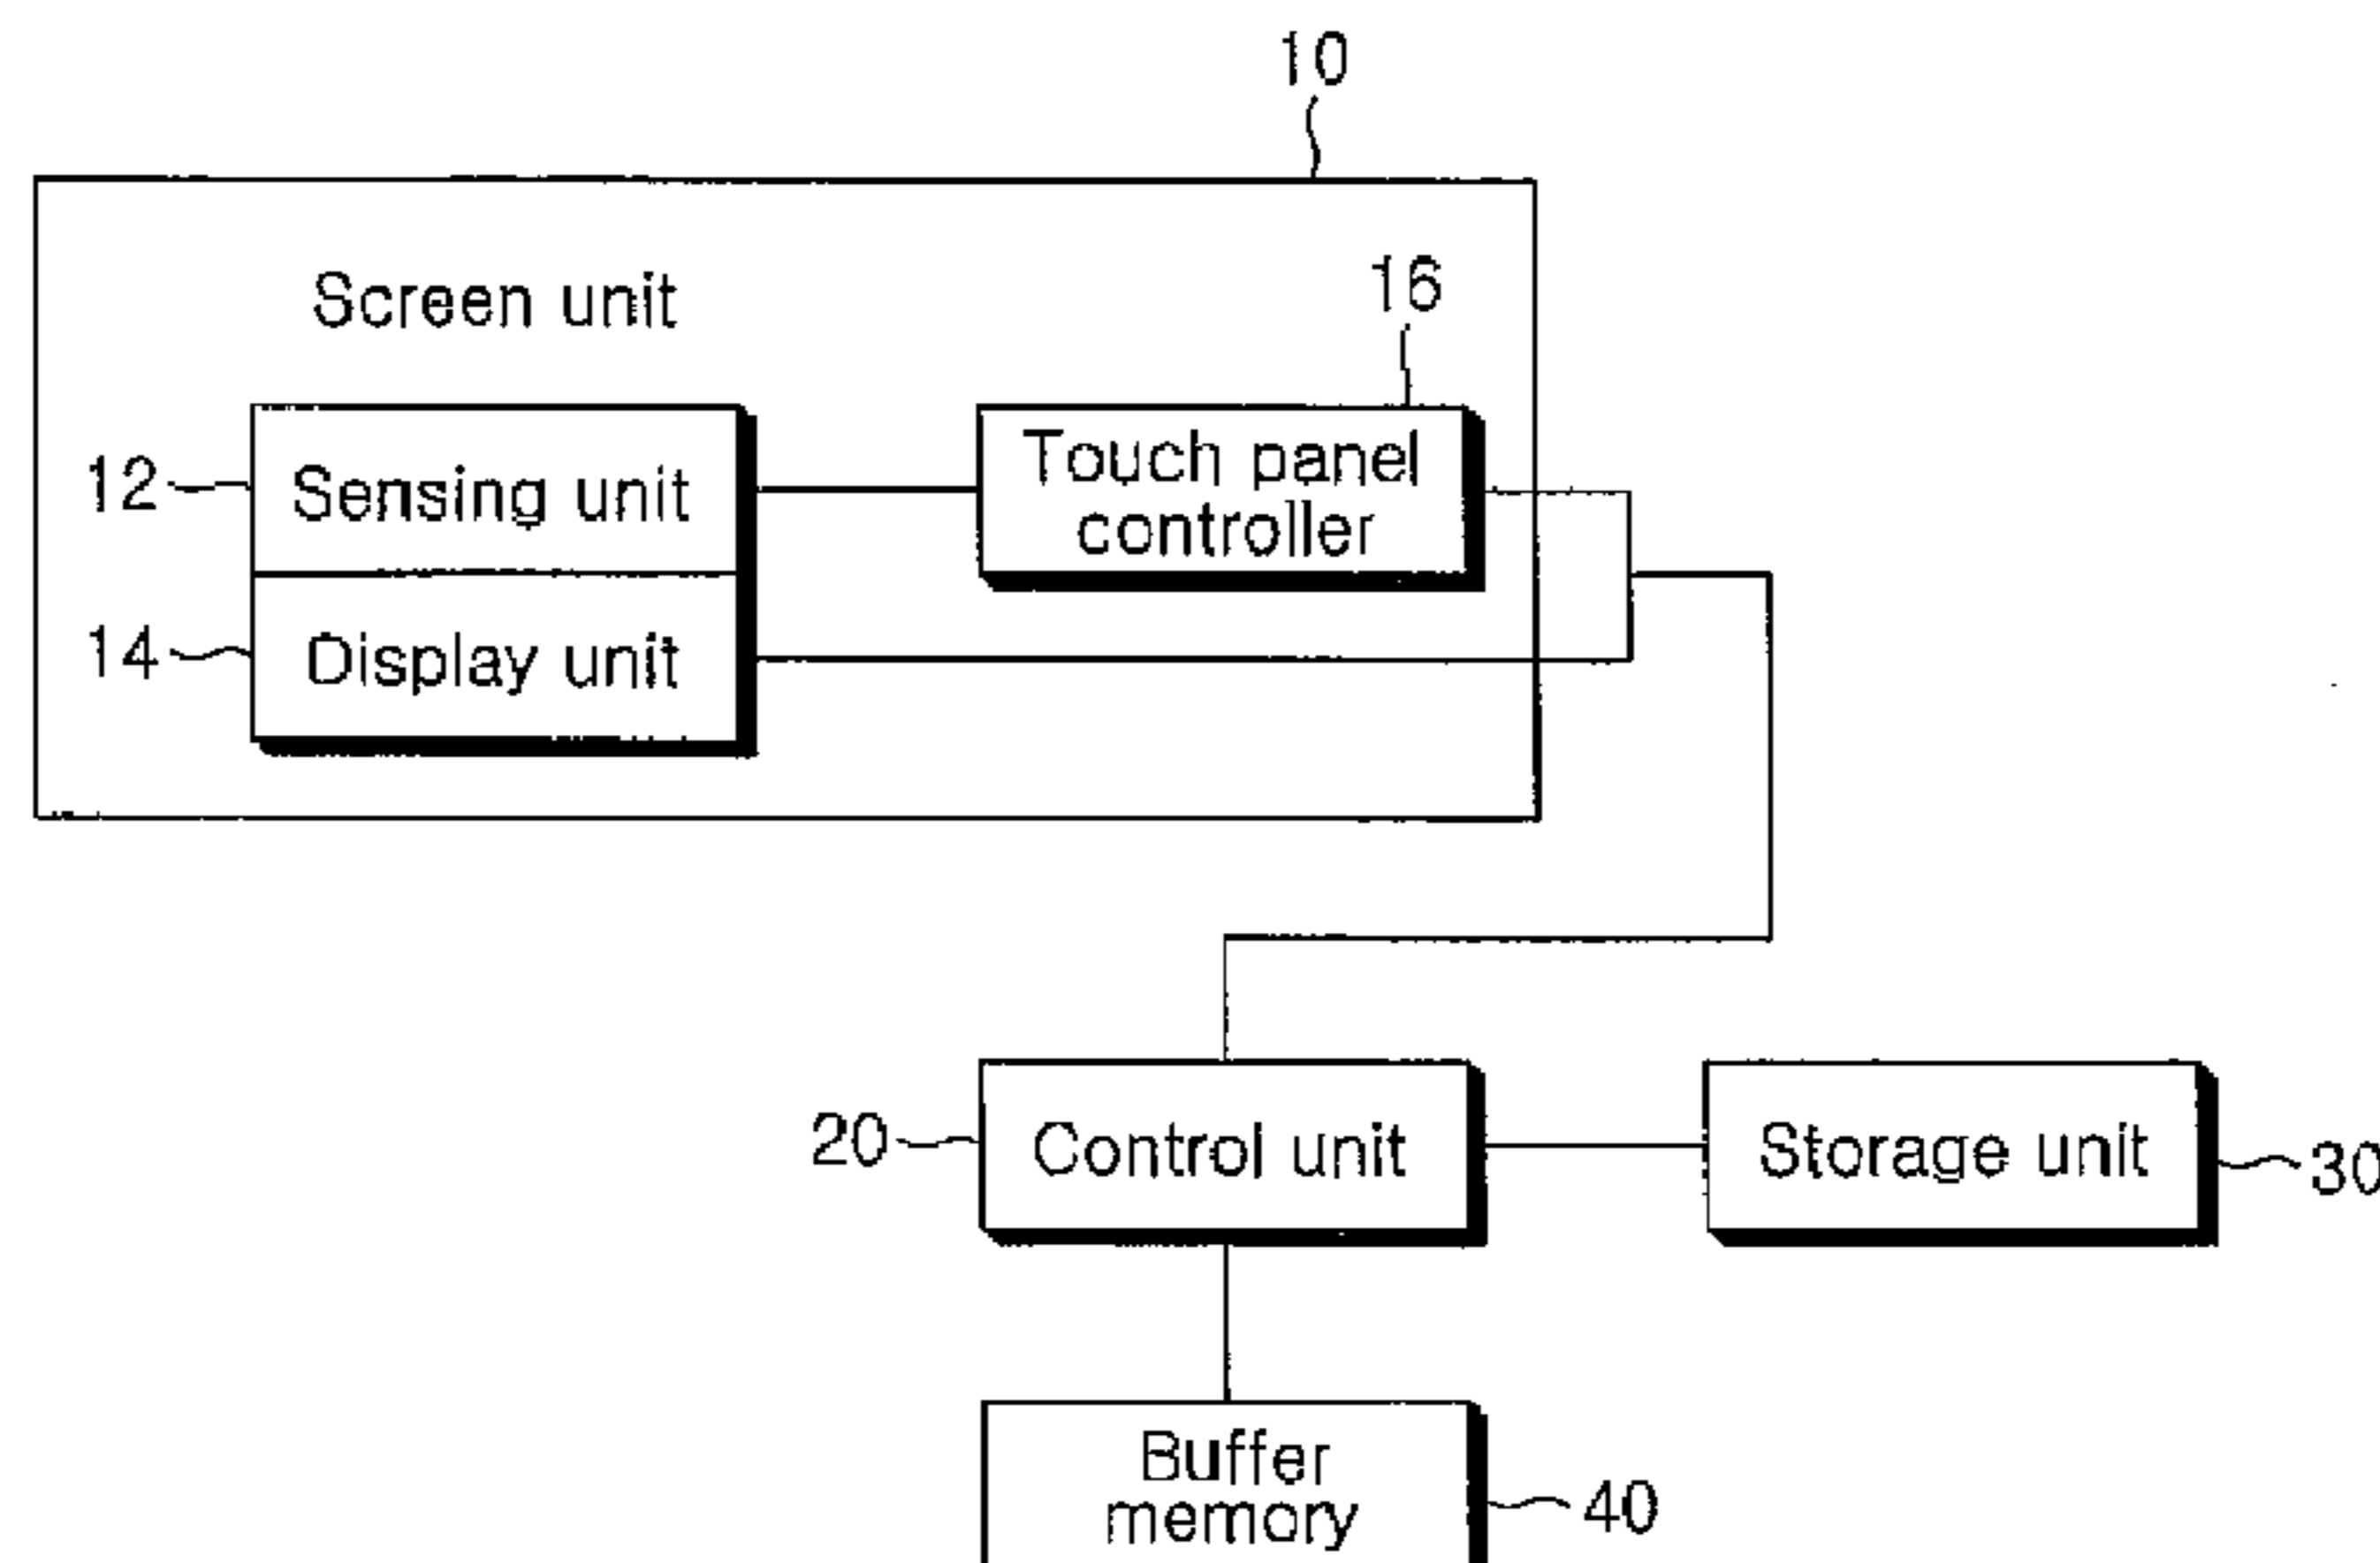 10
Screen unit
16
12
Sensing unit
Touch panel
controller
14
Display unit
20
Control unit
Storage unit
30
Buffer
memory
40